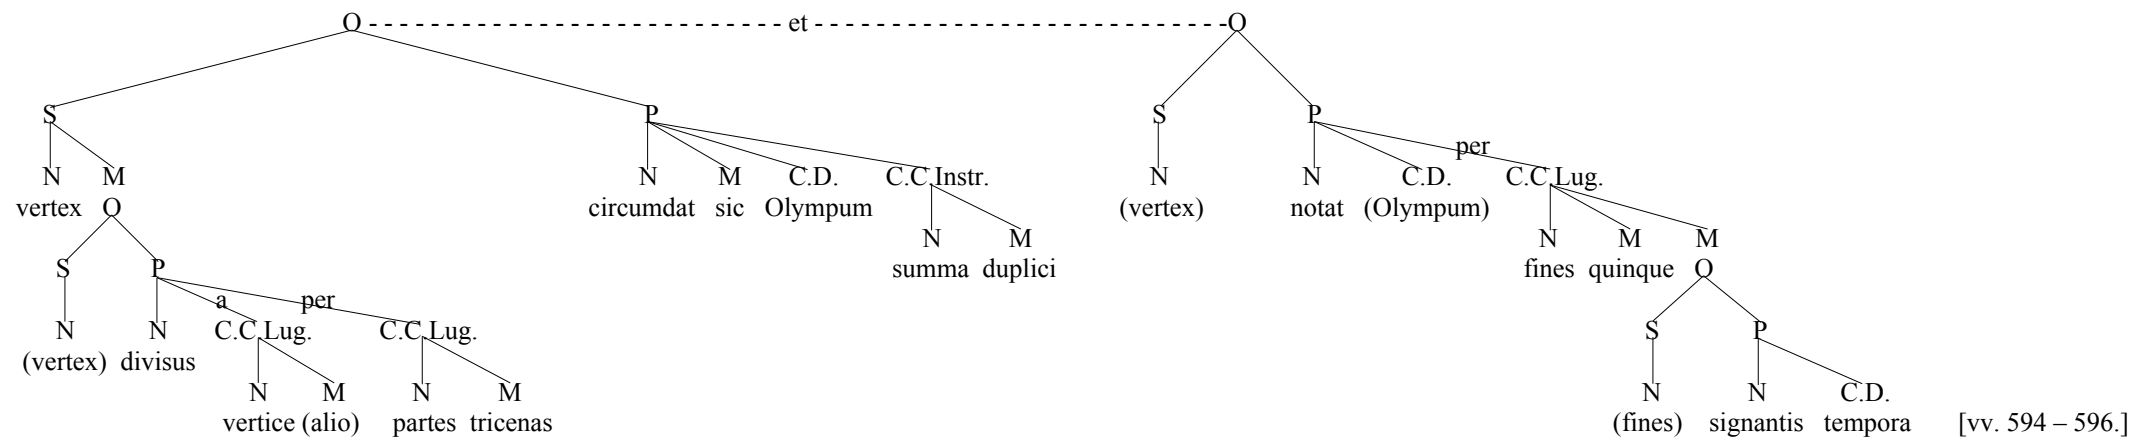 O et O
S P S P
per
N M N M C.D. C.C.Instr. N N C.D. C.C.Lug.
vertex O circumdat sic Olympum (vertex) notat (Olympum)
N M N M M
S P summa duplici fines quinque O
a per
N N C.C.Lug. C.C.Lug. S P
(vertex) divisus
N M N M N N C.D.
vertice (alio) partes tricenas (fines) signantis tempora [vv. 594 – 596.]